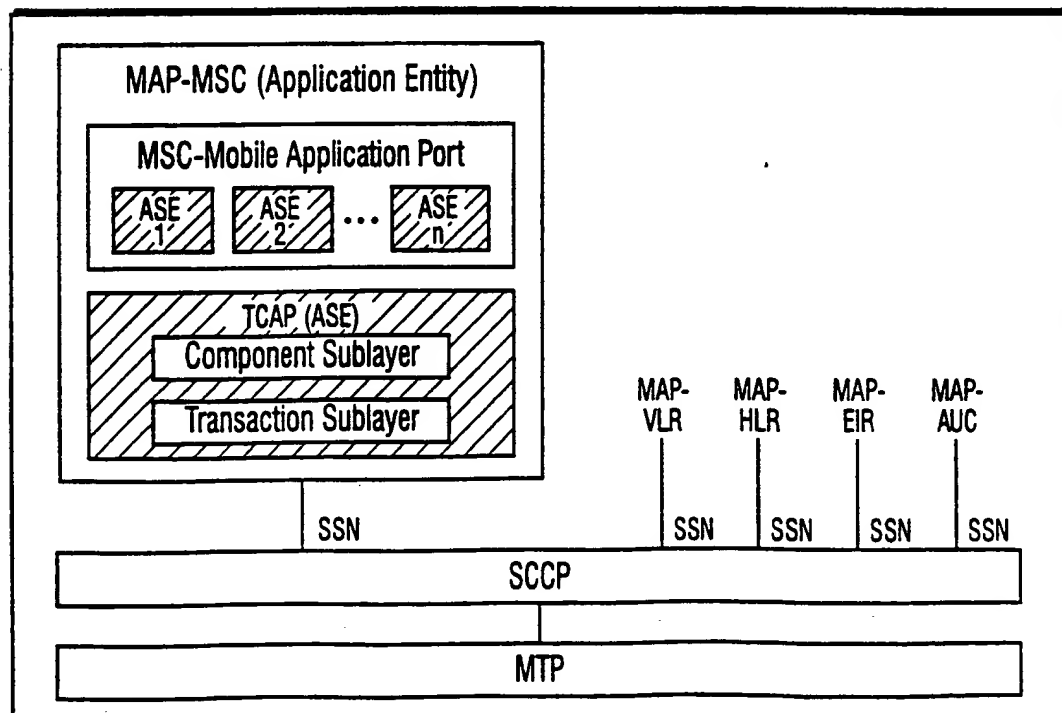 MAP-MSC (Application Entity)
MSC-Mobile Application Port
ASE
1
ASE
2
•••
ASE
n
TCAP (ASE)
Component Sublayer
Transaction Sublayer
MAP-
VLR
MAP-
HLR
MAP-
EIR
MAP-
AUC
SSN
SSN
SSN
SSN
SSN
SCCP
MTP